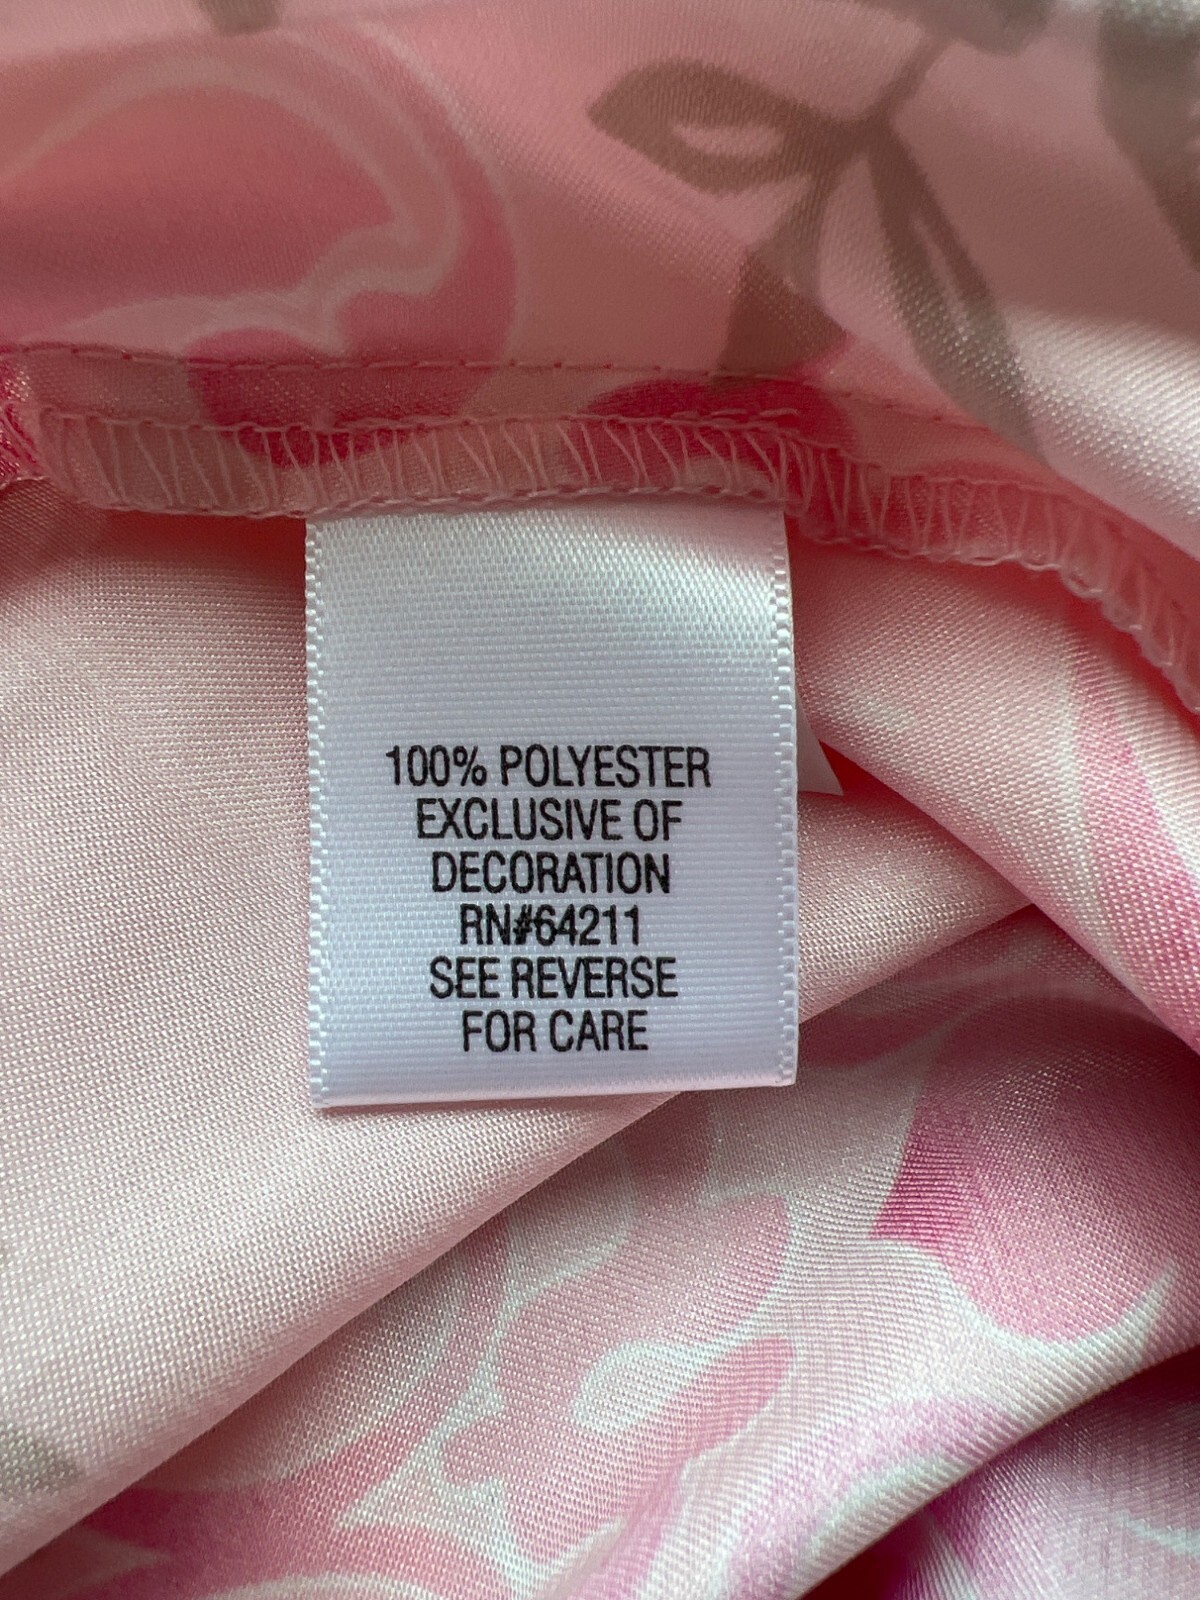 100% POLYESTER
EXCLUSIVE OF
DECORATION
RN#64211
SEE REVERSE
FOR CARE